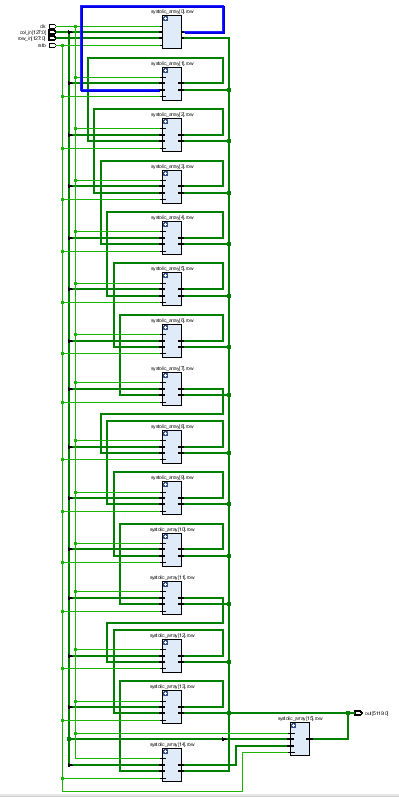 systolic_array[0].row
clk
col_in[127:0]
row_in[127:0]
rstb
systolic_array[1].row
systolic_array[2].row
systolic_array[3].row
systolic_array[4].row
systolic_array[5].row
systolic_array[6].row
systolic_array[7].row
systolic_array[8].row
systolic_array[9].row
systolic_array[10].row
systolic_array[11].row
systolic_array[12].row
systolic_array[13].row
out[511:0]
systolic_array[15].row
systolic_array[14].row